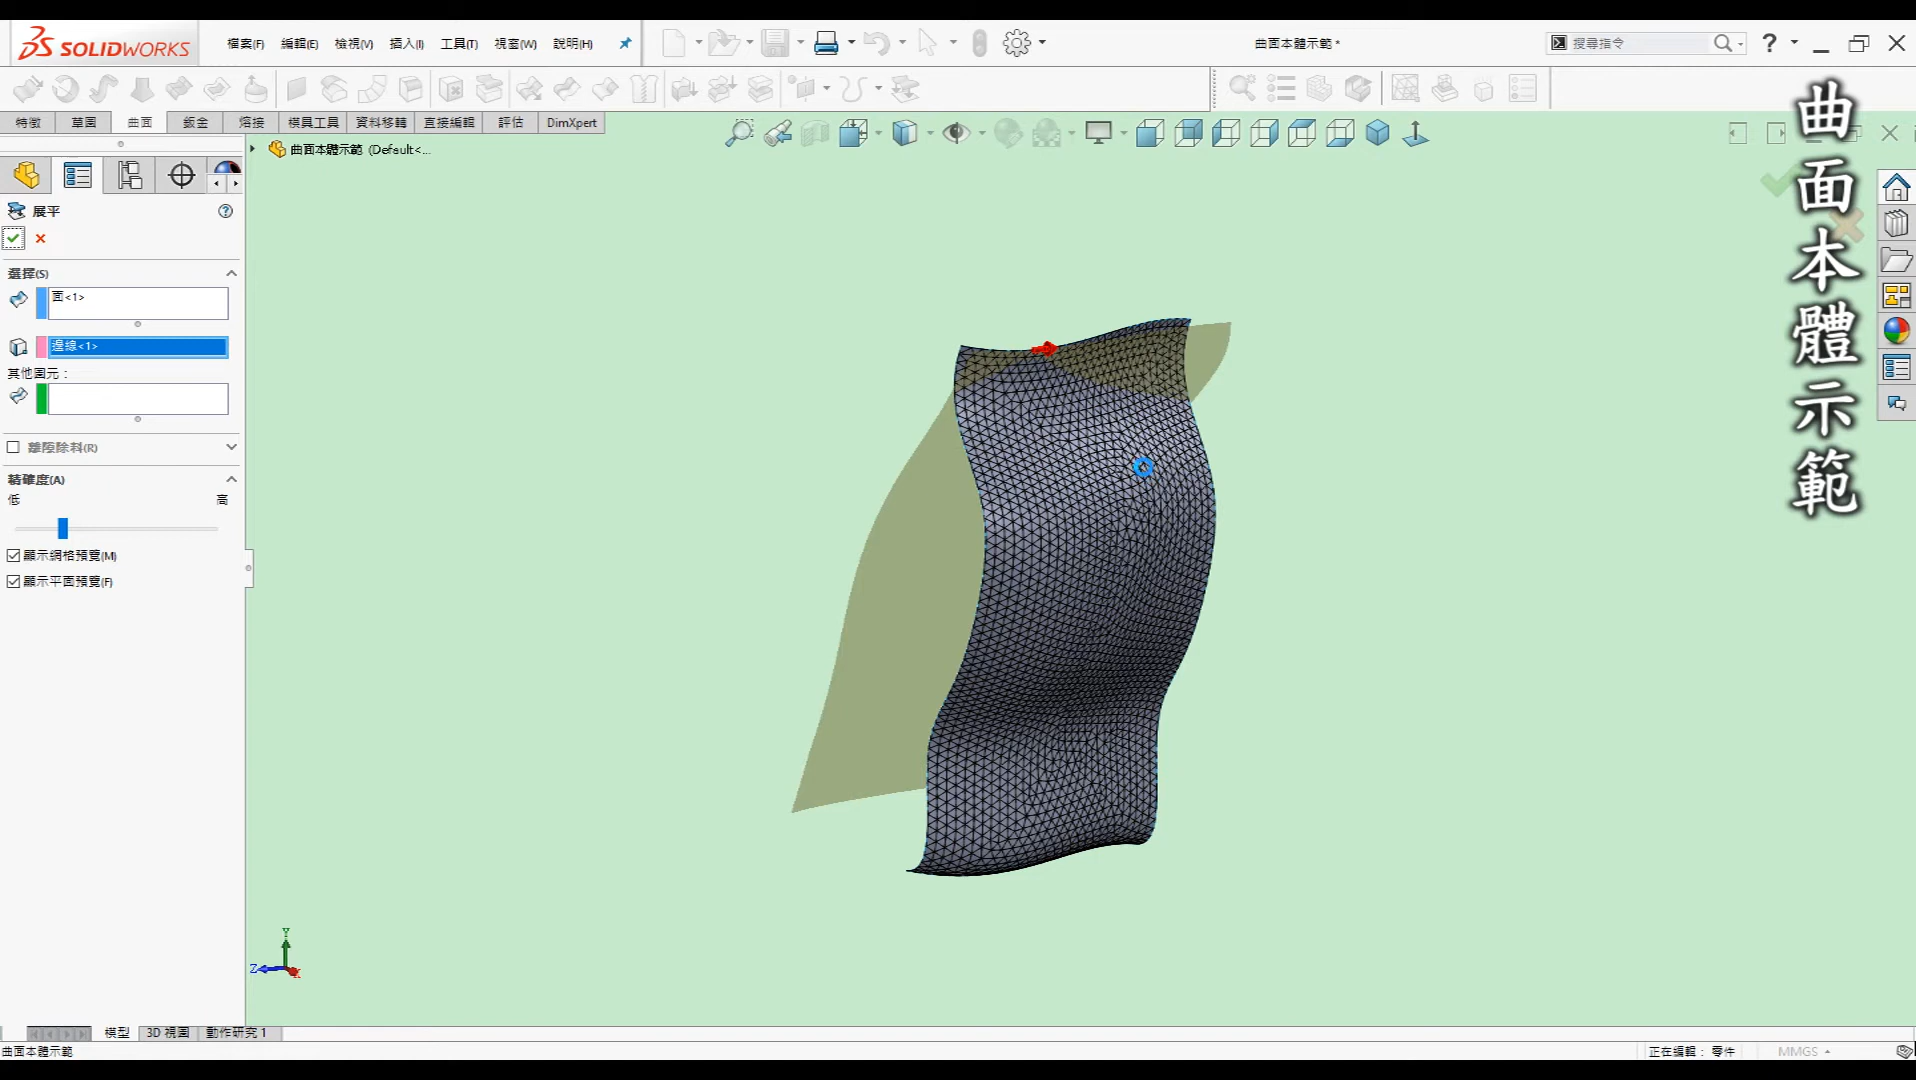 SOLIDWORKS
檔案(F) 編輯(E) 檢視(V) 插入(I) 工具(T) 視窗(W) 說明(H)
曲面本體示範 *
搜尋指令
特徵 草圖 曲面 鈑金 熔接 模具工具 資料移轉 直接編輯 評估 DimXpert
曲面本體示範 (Default<...
展平
選擇(S)
面<1>
邊線<1>
其他圖元：
離隙除料(R)
精確度(A)
低 高
顯示網格預覽(M)
顯示平面預覽(F)
曲面本體示範
Y
Z
X
模型 3D 視圖 動作研究 1
曲面本體示範
正在編輯： 零件
MMGS